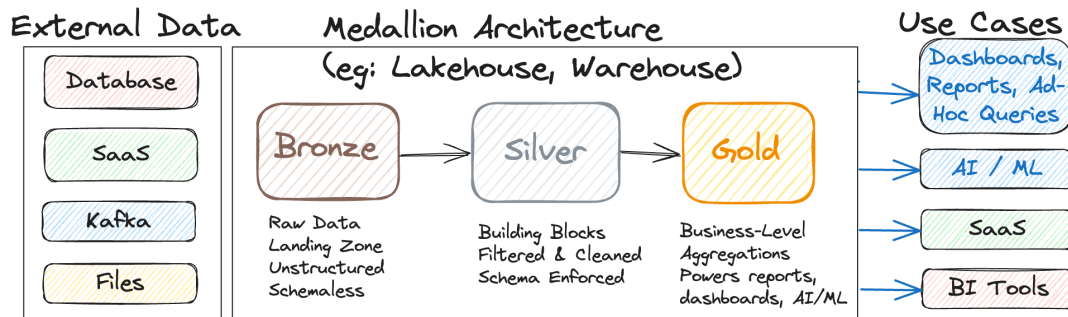 External Data
Database
SaaS
Kafka
Files
Medallion Architecture
(eg: Lakehouse, Warehouse)
Bronze
Raw Data
Landing Zone
Unstructured
Schemaless
Silver
Building Blocks
Filtered & Cleaned
Schema Enforced
Gold
Business-Level
Aggregations
Powers reports,
dashboards, AI/ML
Use Cases
Dashboards,
Reports, Ad-
Hoc Queries
AI / ML
SaaS
BI Tools